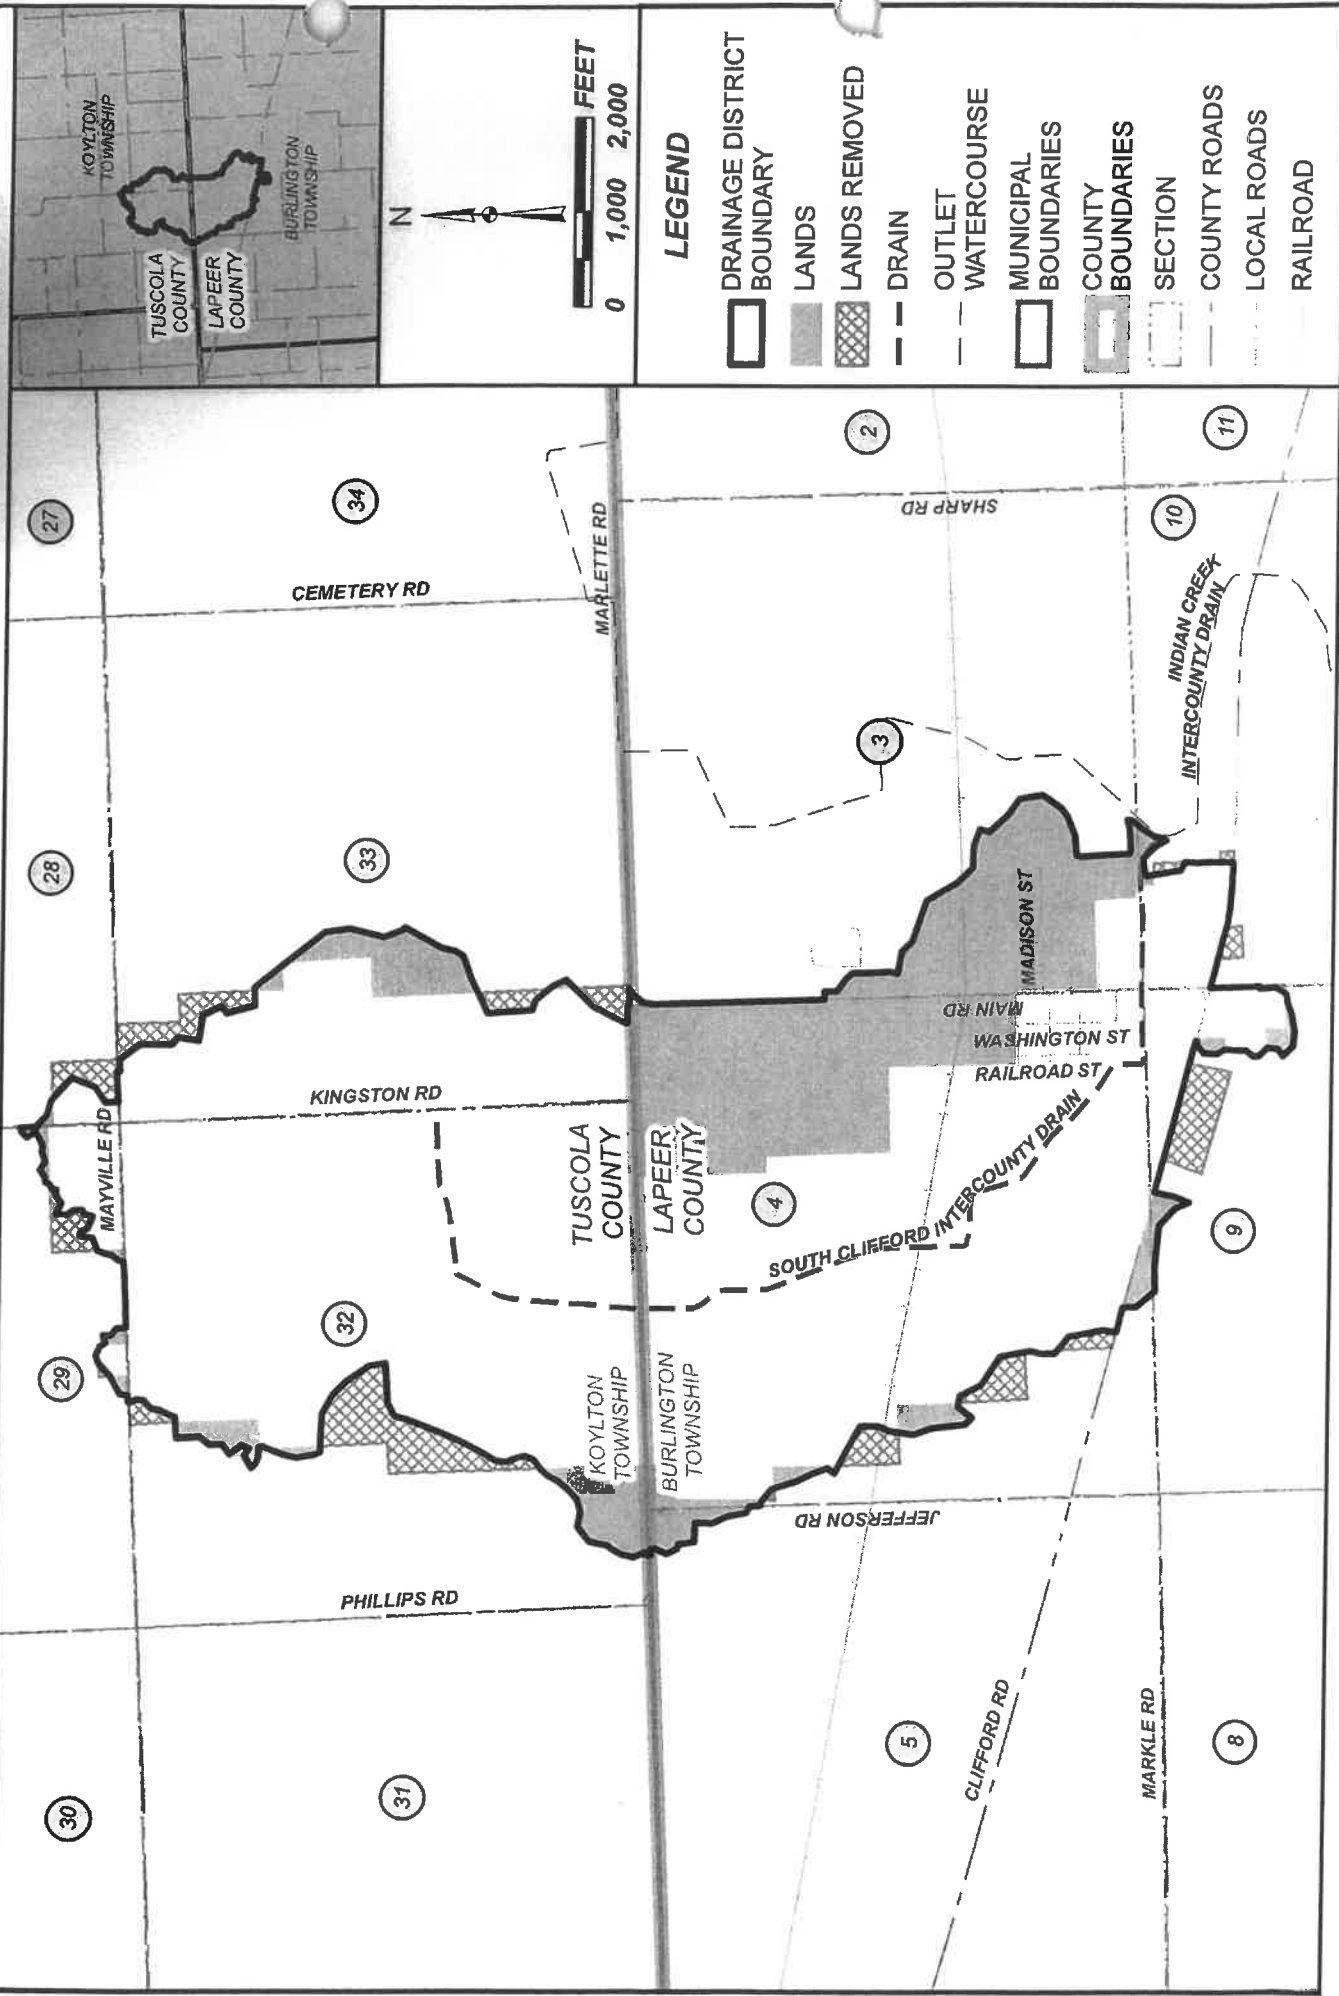 KOYLTON
TOWNSHIP
BURLINGTON
TOWNSHIP
TUSCOLA
COUNTY
LAPEER
COUNTY
N
0 1,000 2,000
FEET
LEGEND
DRAINAGE DISTRICT
BOUNDARY
LANDS
LANDS REMOVED
DRAIN
OUTLET
WATERCOURSE
MUNICIPAL
BOUNDARIES
COUNTY
BOUNDARIES
SECTION
COUNTY ROADS
LOCAL ROADS
RAILROAD
27
28
29
30
34
33
32
31
CEMETERY RD
KINGSTON RD
MAYVILLE RD
PHILLIPS RD
MARLETTE RD
TUSCOLA
COUNTY
LAPEER
COUNTY
KOYLTON
TOWNSHIP
BURLINGTON
TOWNSHIP
2
3
4
5
SHARP RD
MADISON ST
MAIN RD
WASHINGTON ST
RAILROAD ST
SOUTH CLIFFORD INTERCOUNTY DRAIN
JEFFERSON RD
CLIFFORD RD
MARKLE RD
INDIAN CREEK
INTERCOUNTY DRAIN
11
10
9
8